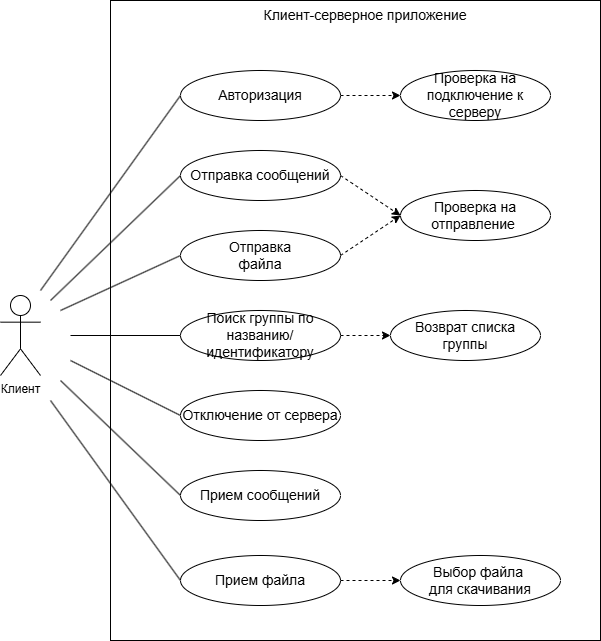 Клиент-серверное приложение
Авторизация
Проверка на
подключение к
серверу
Отправка сообщений
Проверка на
отправление
Отправка
файла
Поиск группы по
названию/
идентификатору
Возврат списка
группы
Клиент
Отключение от сервера
Прием сообщений
Прием файла
Выбор файла
для скачивания